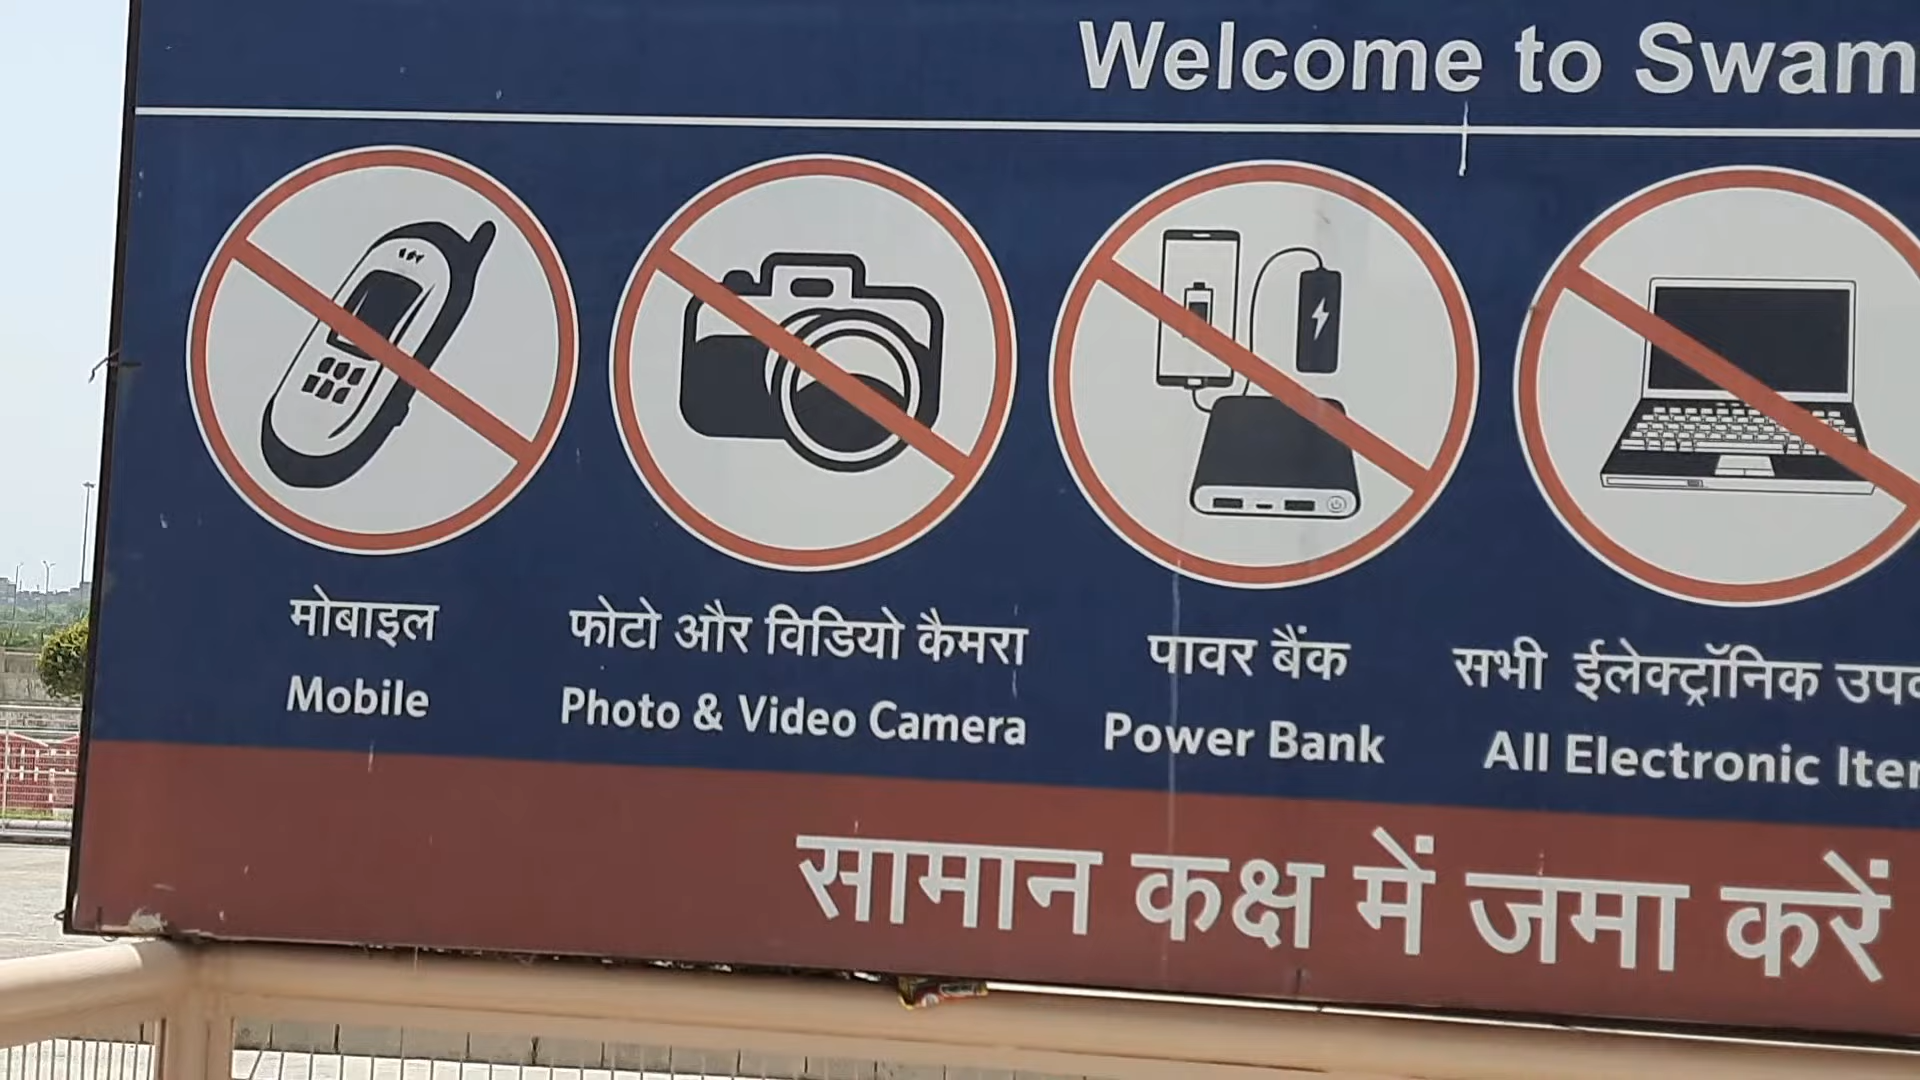 Welcome to
मोबाइल
Mobile
फोटो और विडियो कैमरा
Photo & Video Camera
पावर बैंक
Power Bank
सभी ईलेक्ट्रॉनिक
All Electronic
सामान कक्ष में जमा करें